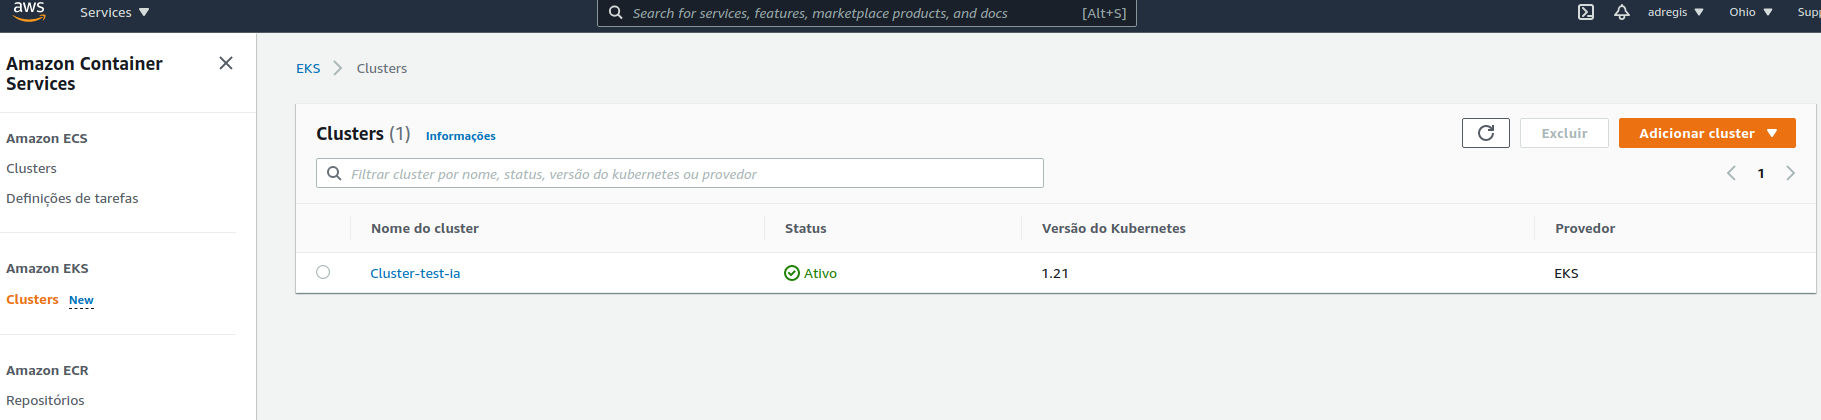 aws
Services
Search for services, features, marketplace products, and docs
[Alt+S]
adregis
Ohio
Amazon Container
Services
Amazon ECS
Clusters
Definições de tarefas
Amazon EKS
Clusters
New
Amazon ECR
Repositórios
EKS
Clusters
Clusters (1)
Informações
Excluir
Adicionar cluster
Filtrar cluster por nome, status, versão do kubernetes ou provedor
1
Nome do cluster
Status
Versão do Kubernetes
Provedor
Cluster-test-ia
Ativo
1.21
EKS